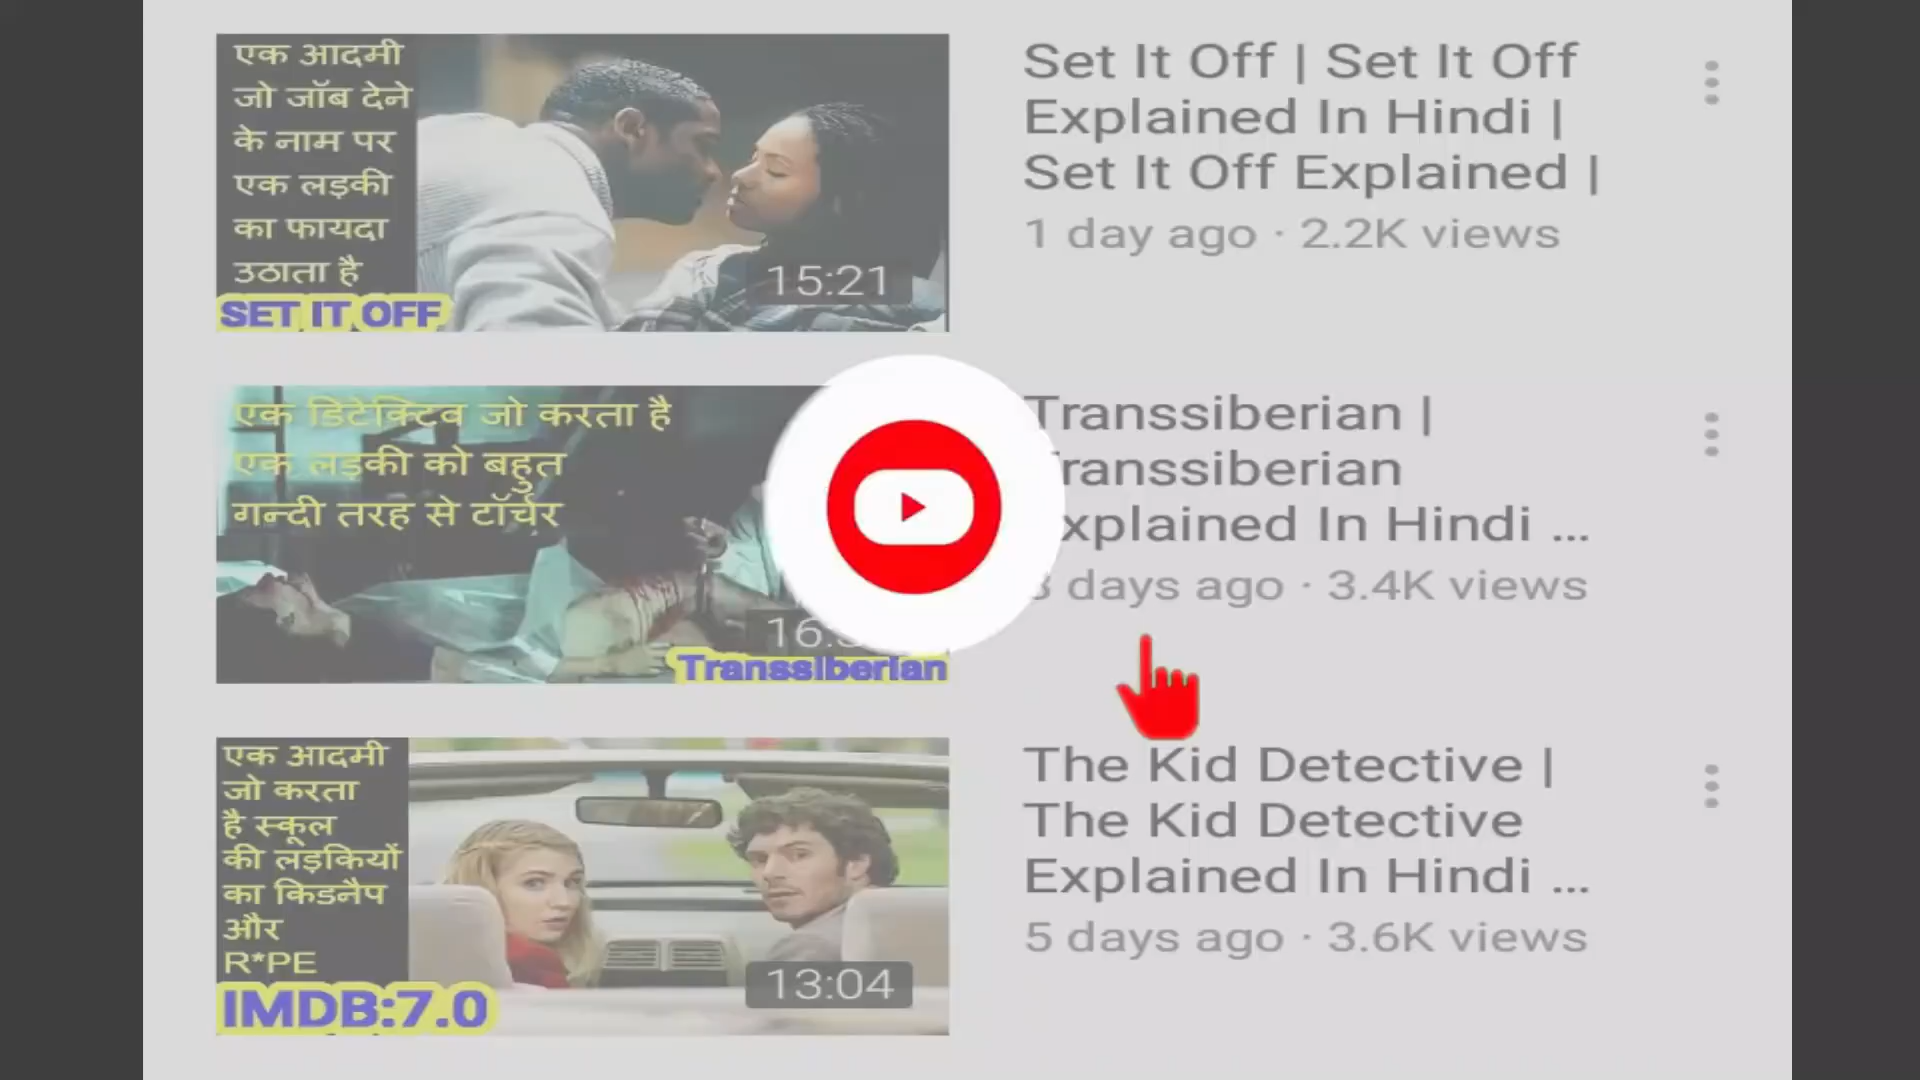 एक आदमी
जो जॉब देने
के नाम पर
एक लड़की
का फायदा
उठाता है
SET IT OFF
15:21
Set It Off | Set It Off
Explained In Hindi |
Set It Off Explained |
1 day ago · 2.2K views
एक डिटेक्टिव जो करता है
एक लड़की को बहुत
गन्दी तरह से टॉर्चर
Transsiberian
Transsiberian |
Transsiberian
Explained In Hindi ...
days ago · 3.4K views
एक आदमी
जो करता
है स्कूल
की लड़कियों
का किडनैप
और
R*PE
IMDB:7.0
13:04
The Kid Detective |
The Kid Detective
Explained In Hindi ...
5 days ago · 3.6K views